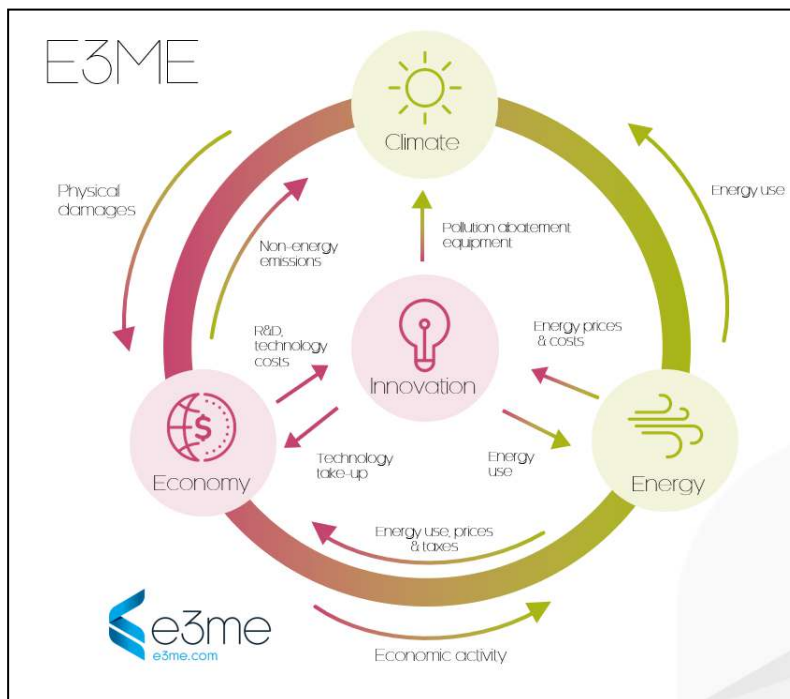 E3ME
Climate
Physical
damages
Energy use
Non-energy
emissions
Pollution abatement
equipment
R&D,
technology
costs
Energy prices
& costs
Innovation
$
Economy
Technology
take-up
Energy
use
Energy
Energy use, prices
& taxes
Economic activity
e3me
e3me.com